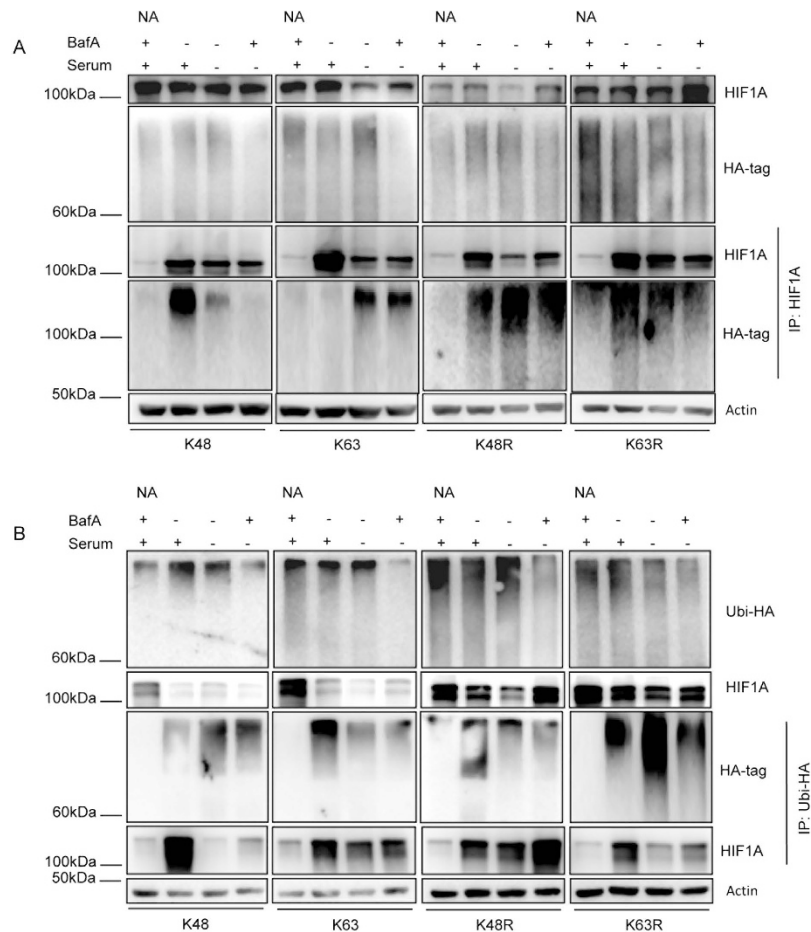 A
NA NA NA NA
BafA + - - + + - - + + - - + + - - +
Serum + + - - + + - - + + - - + + - -
100kDa HIF1A
HA-tag
60kDa
HIF1A
100kDa
HA-tag
100kDa
IP: HIF1A
50kDa
Actin
K48 K63 K48R K63R
B
NA NA NA NA
BafA + - - + + - - + + - - + + - - +
Serum + + - - + + - - + + - - + + - -
Ubi-HA
60kDa
HIF1A
100kDa
HA-tag
60kDa
IP: Ubi-HA
HIF1A
100kDa
50kDa
Actin
K48 K63 K48R K63R